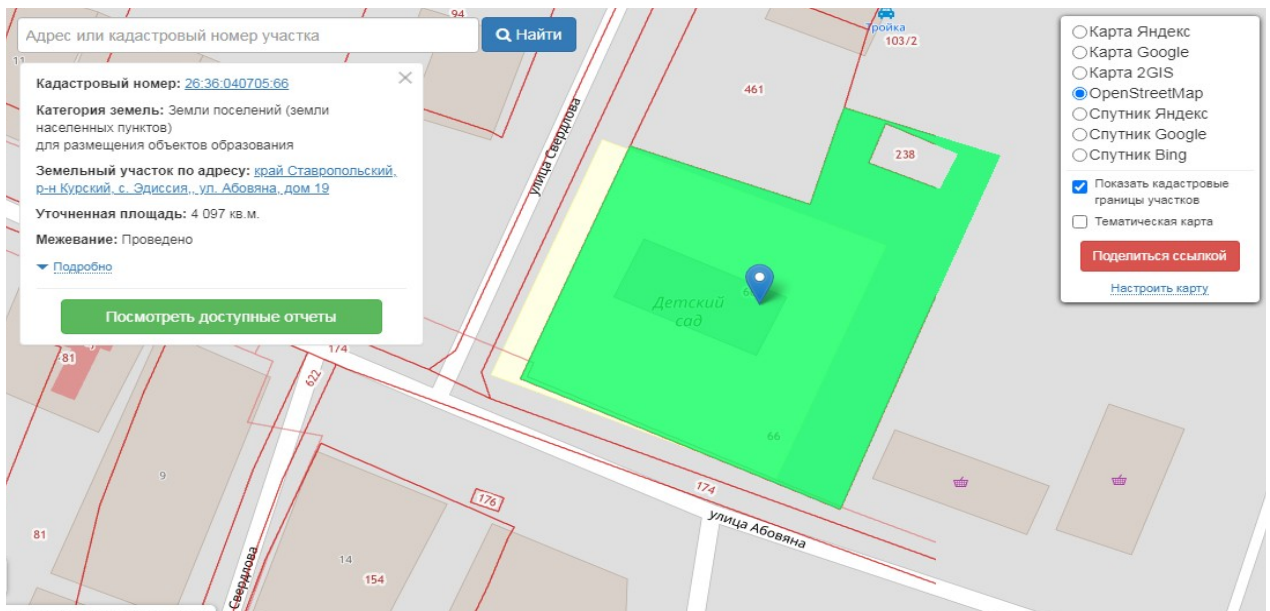 Адрес или кадастровый номер участка
Найти
Кадастровый номер: 26:36:040705:66
Категория земель: Земли поселений (земли
населенных пунктов)
для размещения объектов образования
Земельный участок по адресу: край Ставропольский,
р-н Курский, с. Эдиссия,, ул. Абовяна, дом 19
Уточненная площадь: 4 097 кв.м.
Межевание: Проведено
Подробно
Посмотреть доступные отчеты
Карта Яндекс
Карта Google
Карта 2GIS
OpenStreetMap
Спутник Яндекс
Спутник Google
Спутник Bing
Показать кадастровые
границы участков
Тематическая карта
Поделиться ссылкой
Настроить карту
94
11
Тройка
103/2
461
238
улица Свердлова
Детский
сад
66
174
81
622
174
176
улица Абовяна
9
81
14
154
Свердлова